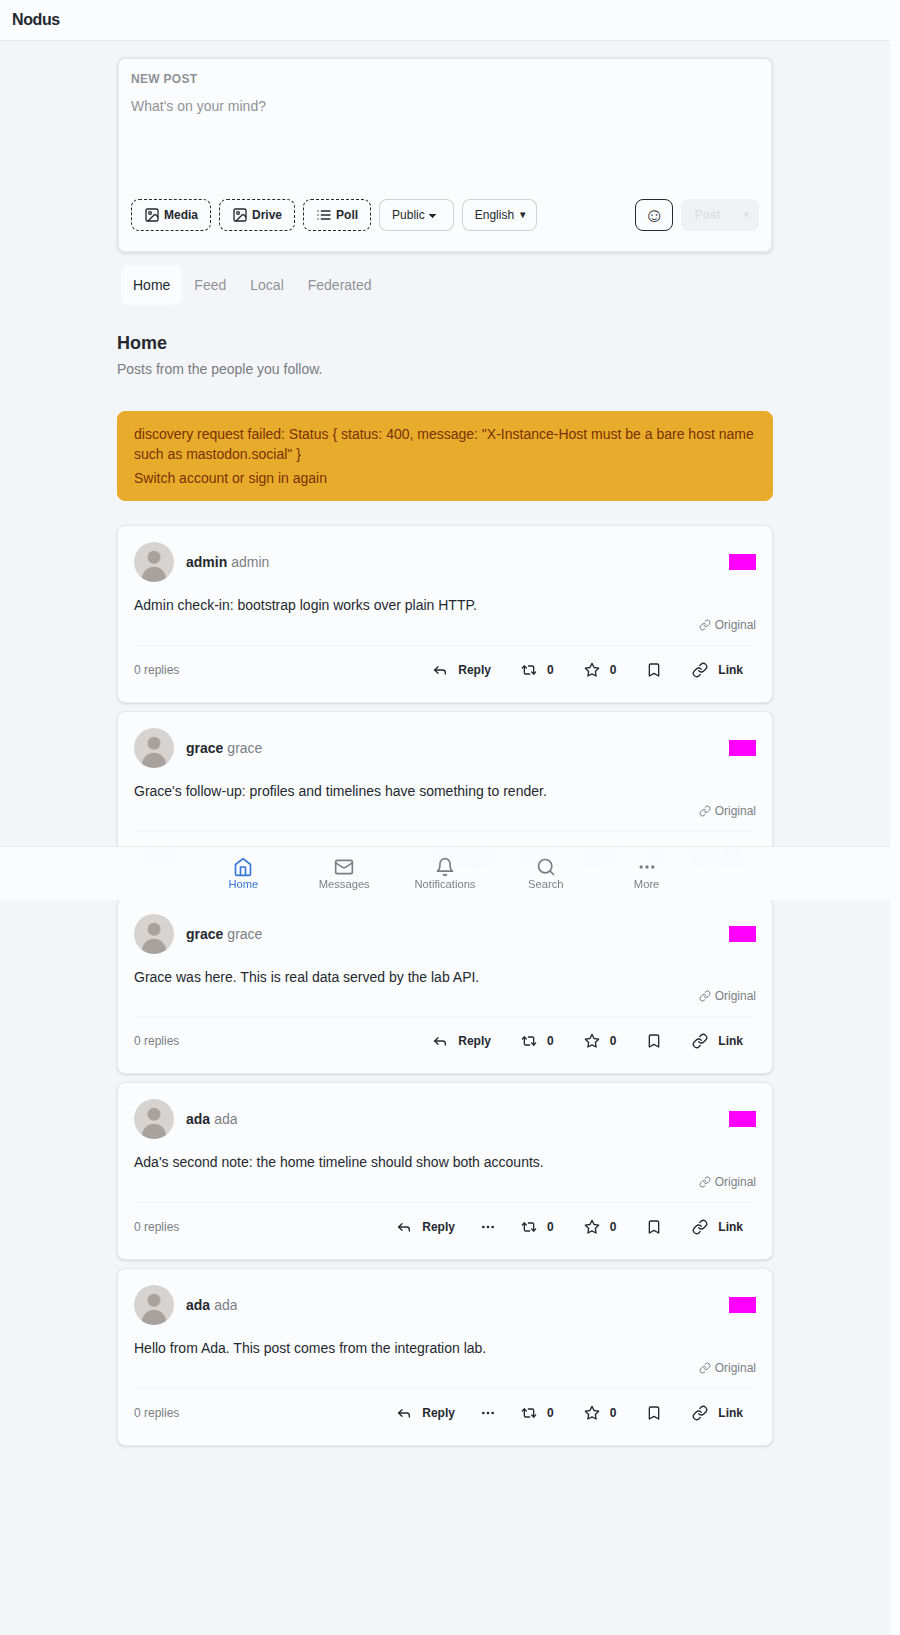 Nodus
NEW POST
What's on your mind?
Media Drive Poll Public English ☺ Post
Home Feed Local Federated
Home
Posts from the people you follow.
discovery request failed: Status { status: 400, message: "X-Instance-Host must be a bare host name
such as mastodon.social" }
Switch account or sign in again
admin admin
Admin check-in: bootstrap login works over plain HTTP.
Original
0 replies Reply 0 0 Link
grace grace
Grace's follow-up: profiles and timelines have something to render.
Original
Home Messages Notifications Search More
grace grace
Grace was here. This is real data served by the lab API.
Original
0 replies Reply 0 0 Link
ada ada
Ada's second note: the home timeline should show both accounts.
Original
0 replies Reply 0 0 Link
ada ada
Hello from Ada. This post comes from the integration lab.
Original
0 replies Reply 0 0 Link